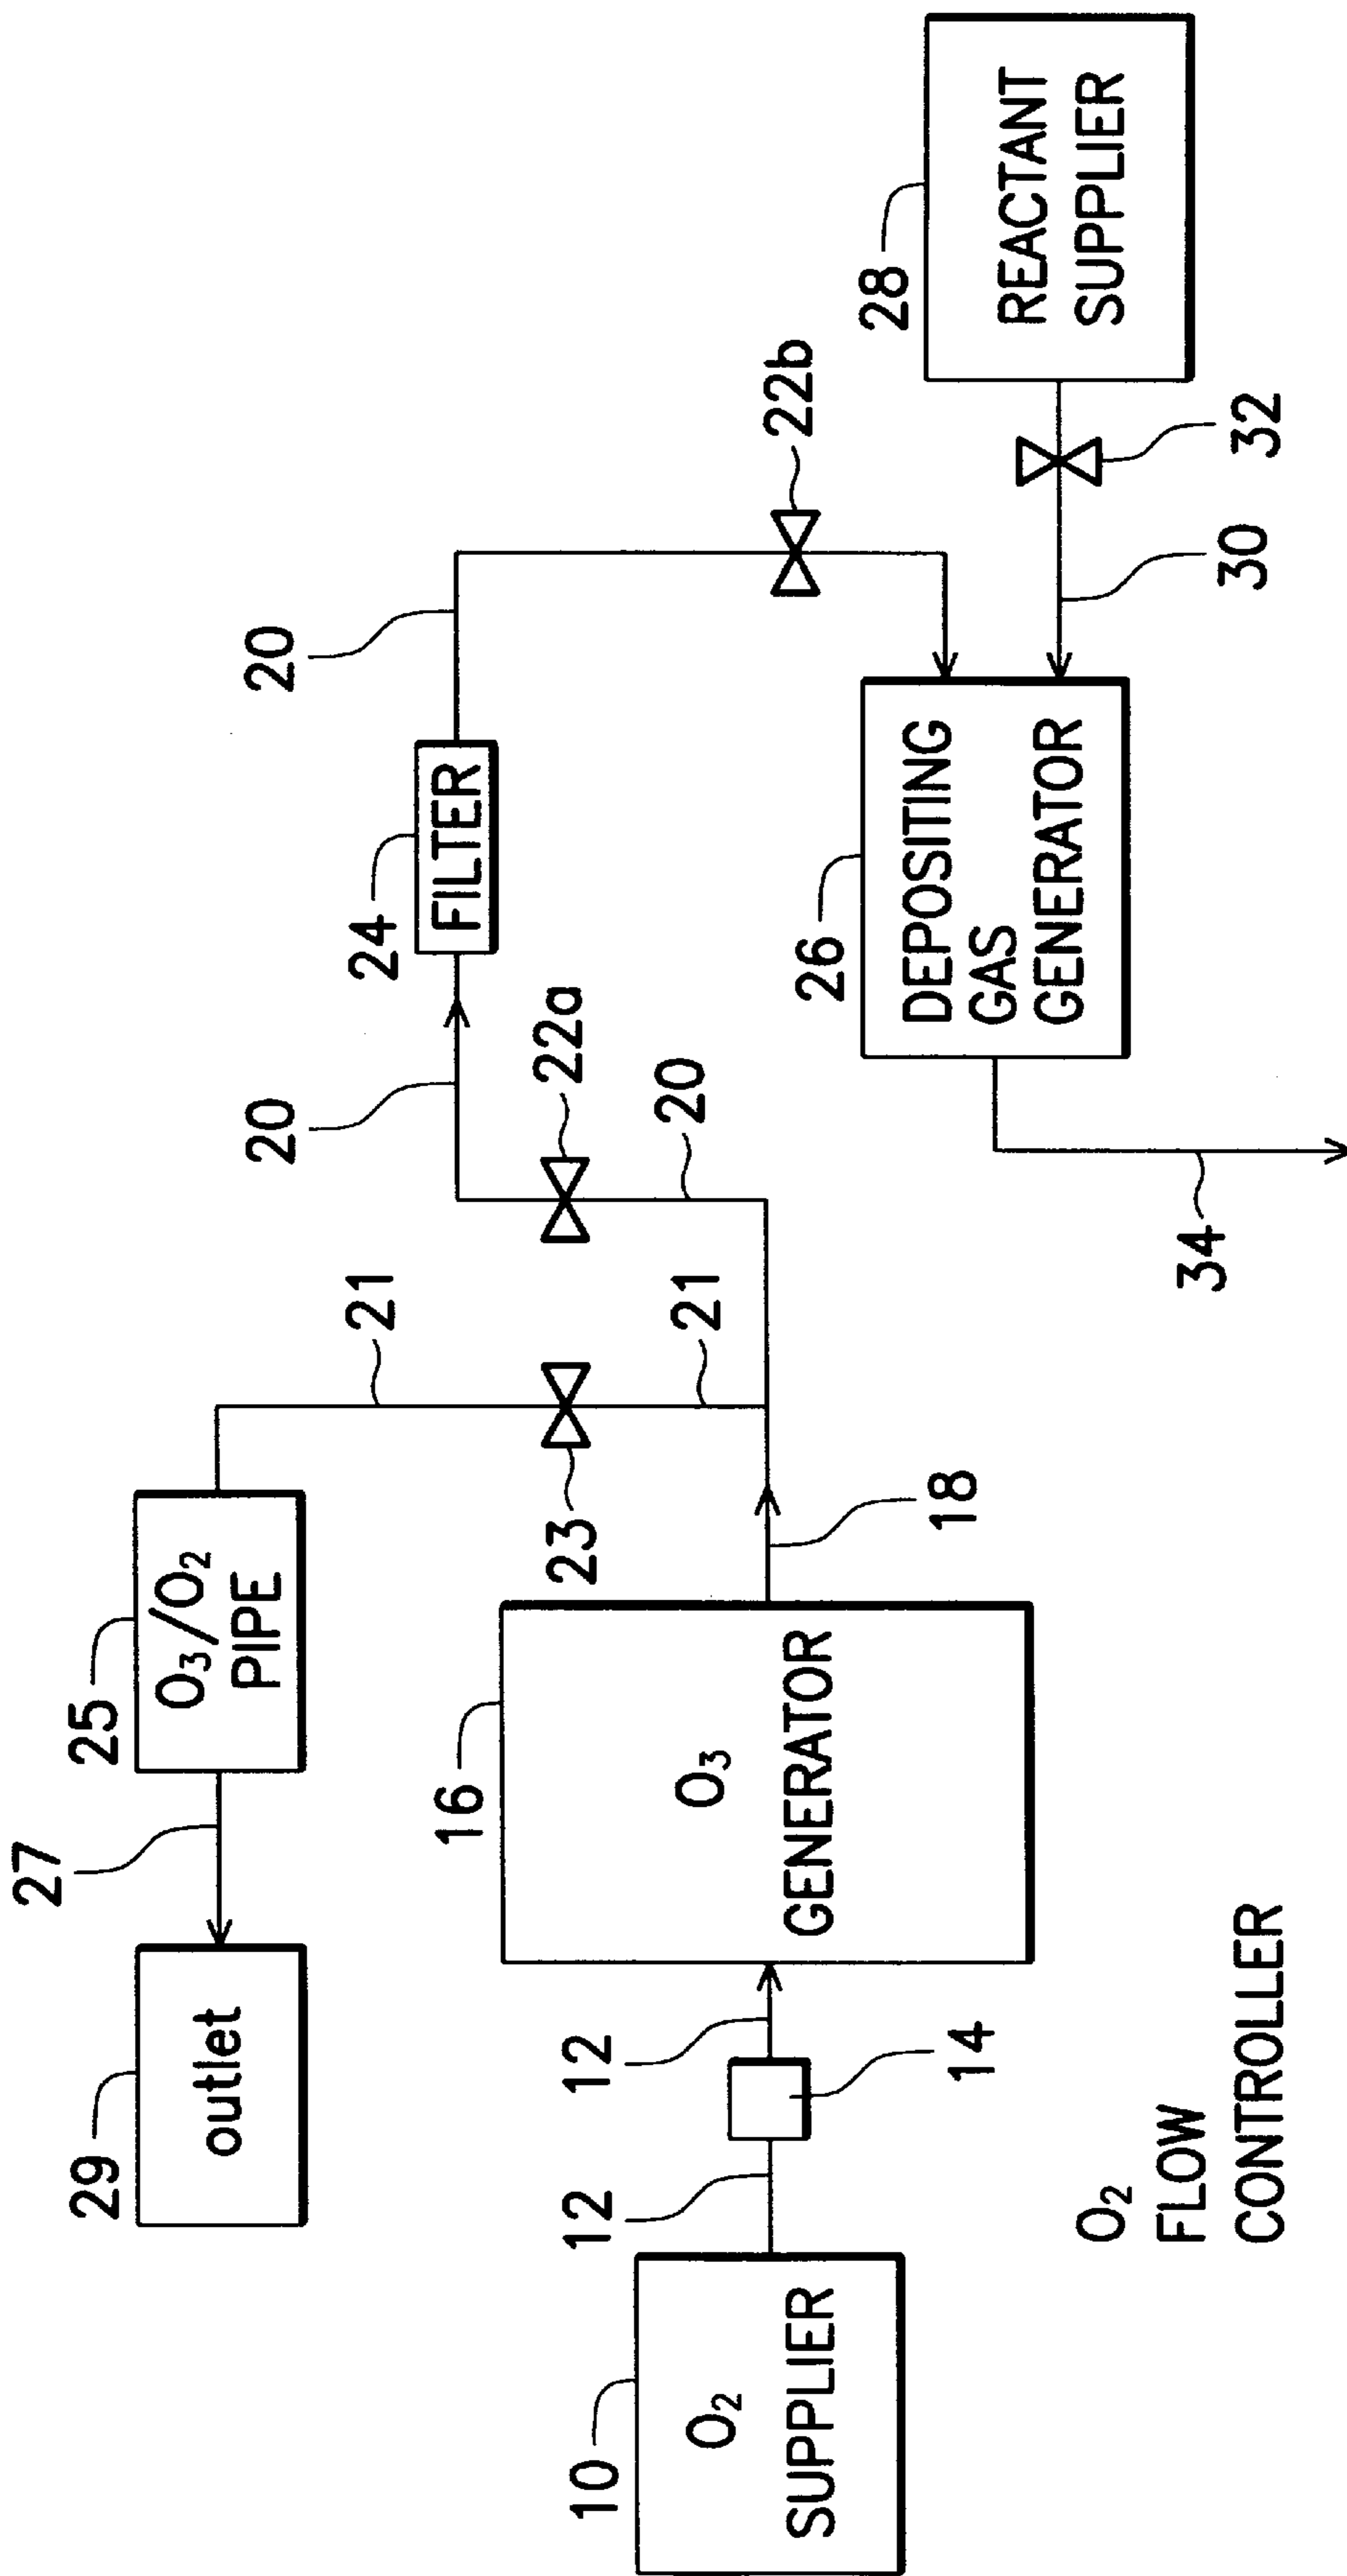 29
outlet
27
25
O₃/O₂
PIPE
21
23
21
10
O₂
SUPPLIER
12
12
14
O₂
FLOW
CONTROLLER
16
O₃
GENERATOR
18
20
22a
20
24
FILTER
20
22b
26
DEPOSITING
GAS
GENERATOR
34
28
REACTANT
SUPPLIER
30
32